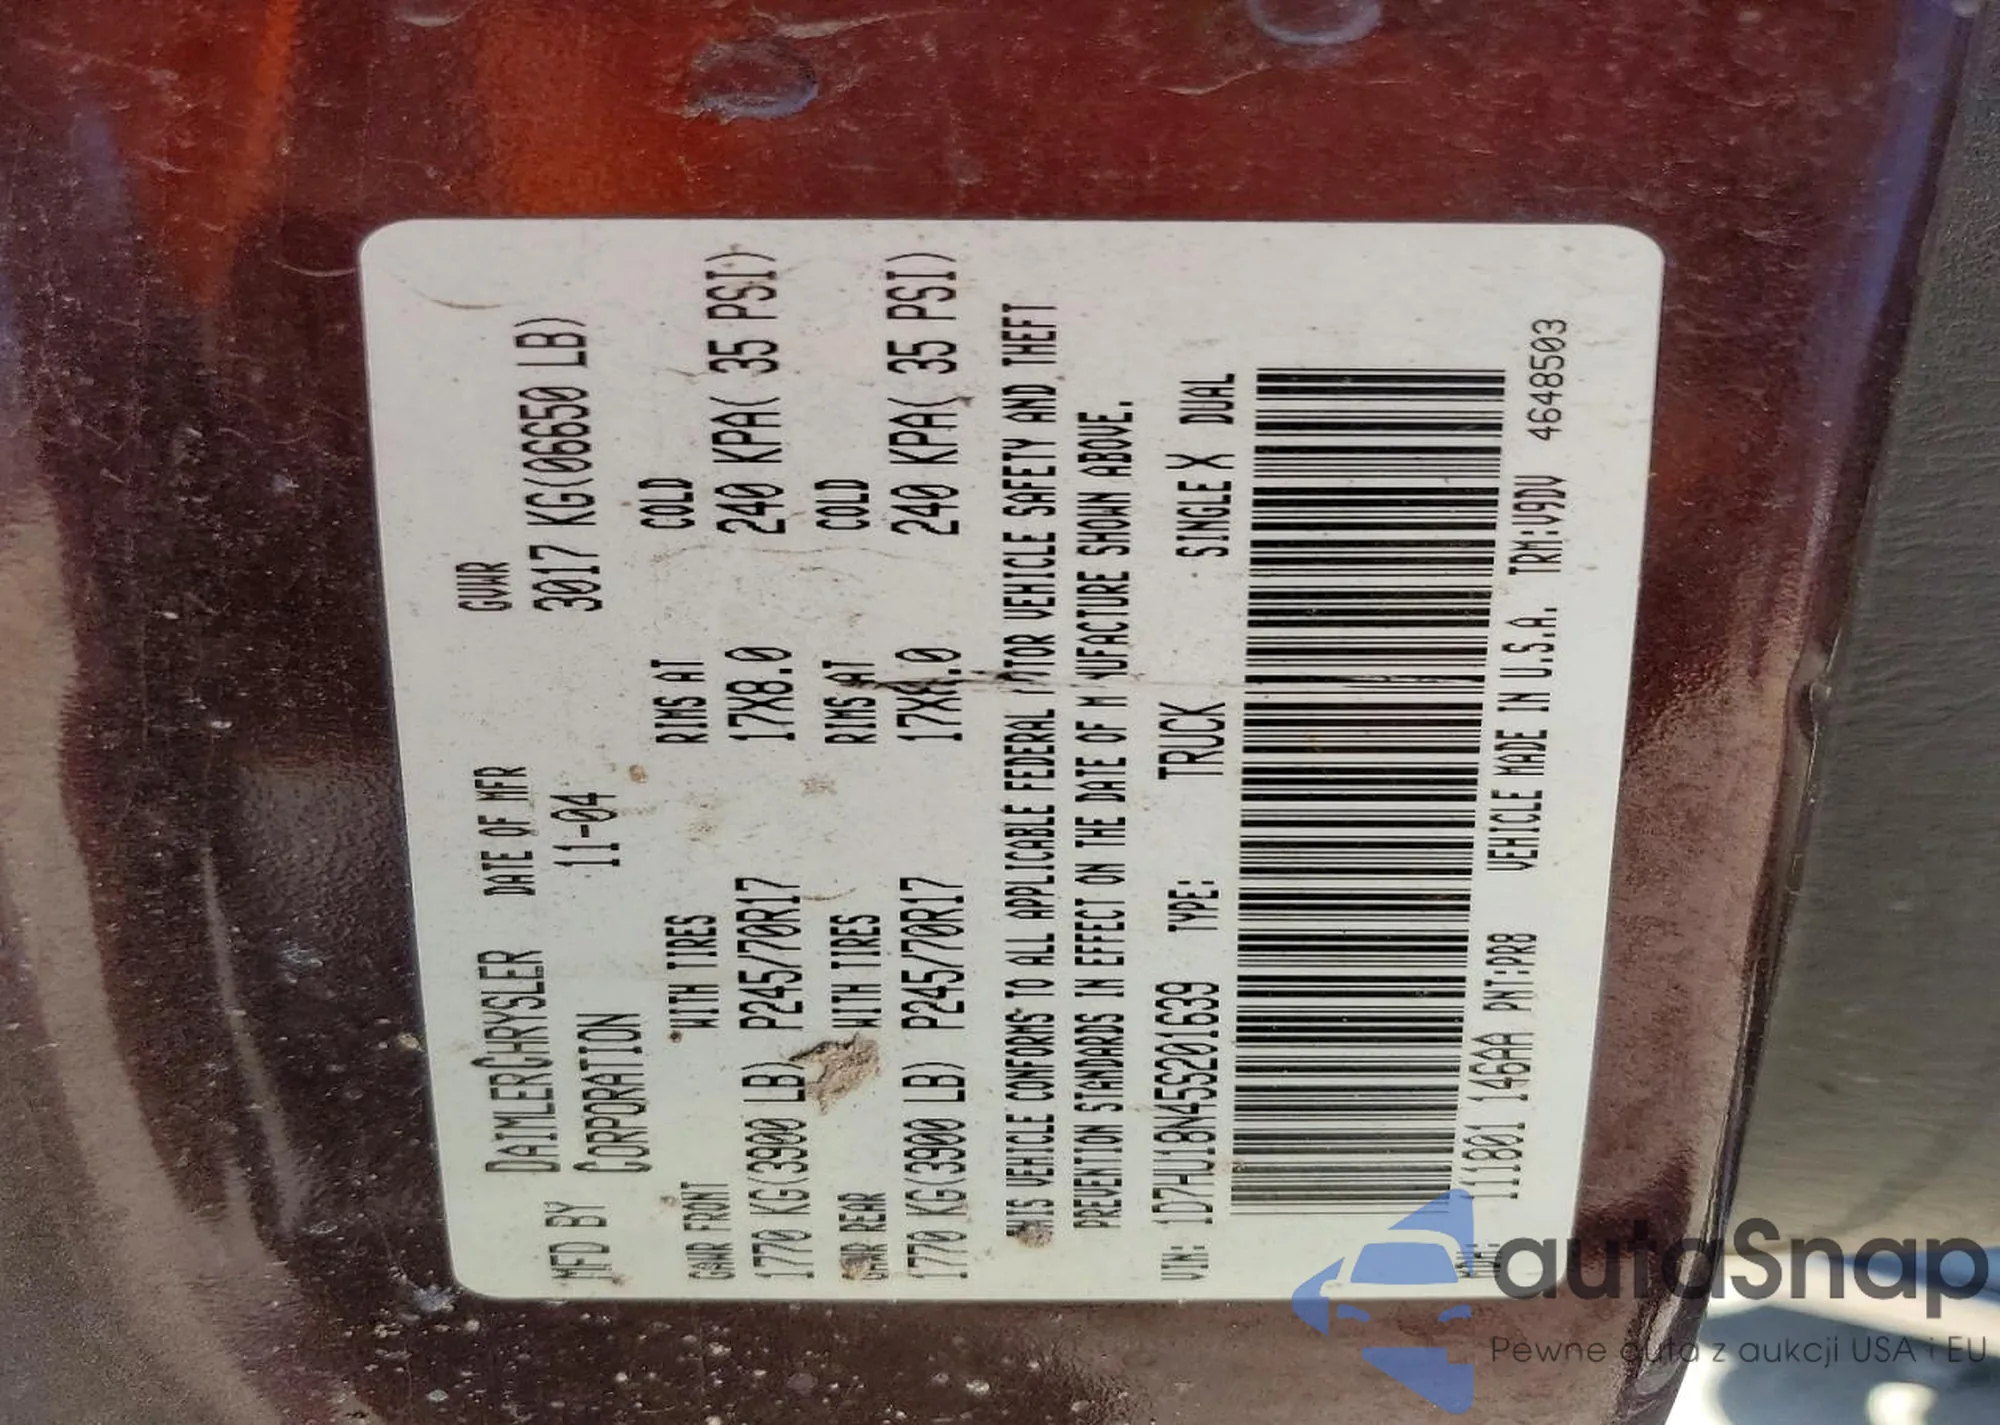 MFD BY DAIMLERCHRYSLER DATE OF MFR GVWR
CORPORATION 11-04 3017 KG(06650 LB)
GAWR FRONT WITH TIRES RIMS AT COLD
1770 KG(3900 LB) P245/70R17 17X8.0 240 KPA( 35 PSI)
GAWR REAR WITH TIRES RIMS AT COLD
1770 KG(3900 LB) P245/70R17 17X8.0 240 KPA( 35 PSI)
THIS VEHICLE CONFORMS TO ALL APPLICABLE FEDERAL MOTOR VEHICLE SAFETY AND THEFT
PREVENTION STANDARDS IN EFFECT ON THE DATE OF MANUFACTURE SHOWN ABOVE.
VIN: 1D7HU18N45S201639 TYPE: TRUCK SINGLE X DUAL
MDH: 111801 146AA PNT:PR8 VEHICLE MADE IN U.S.A. TRM:V9DV 4648503
autaSnap
Pewne auta z aukcji USA i EU